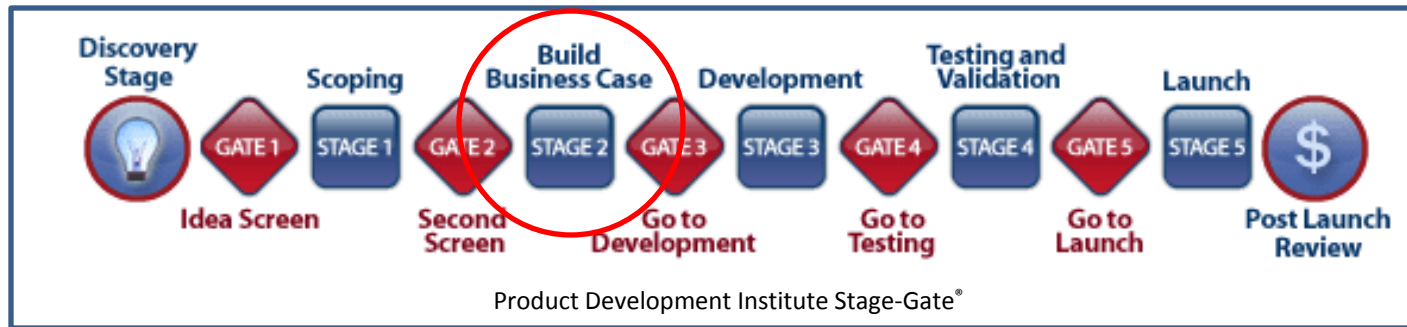 Discovery
Stage
Scoping
Build
Business Case
Development
Testing and
Validation
Launch
GATE 1
STAGE 1
GATE 2
STAGE 2
GATE 3
STAGE 3
GATE 4
STAGE 4
GATE 5
STAGE 5
$
Idea Screen
Second
Screen
Go to
Development
Go to
Testing
Go to
Launch
Post Launch
Review
Product Development Institute Stage-Gate®